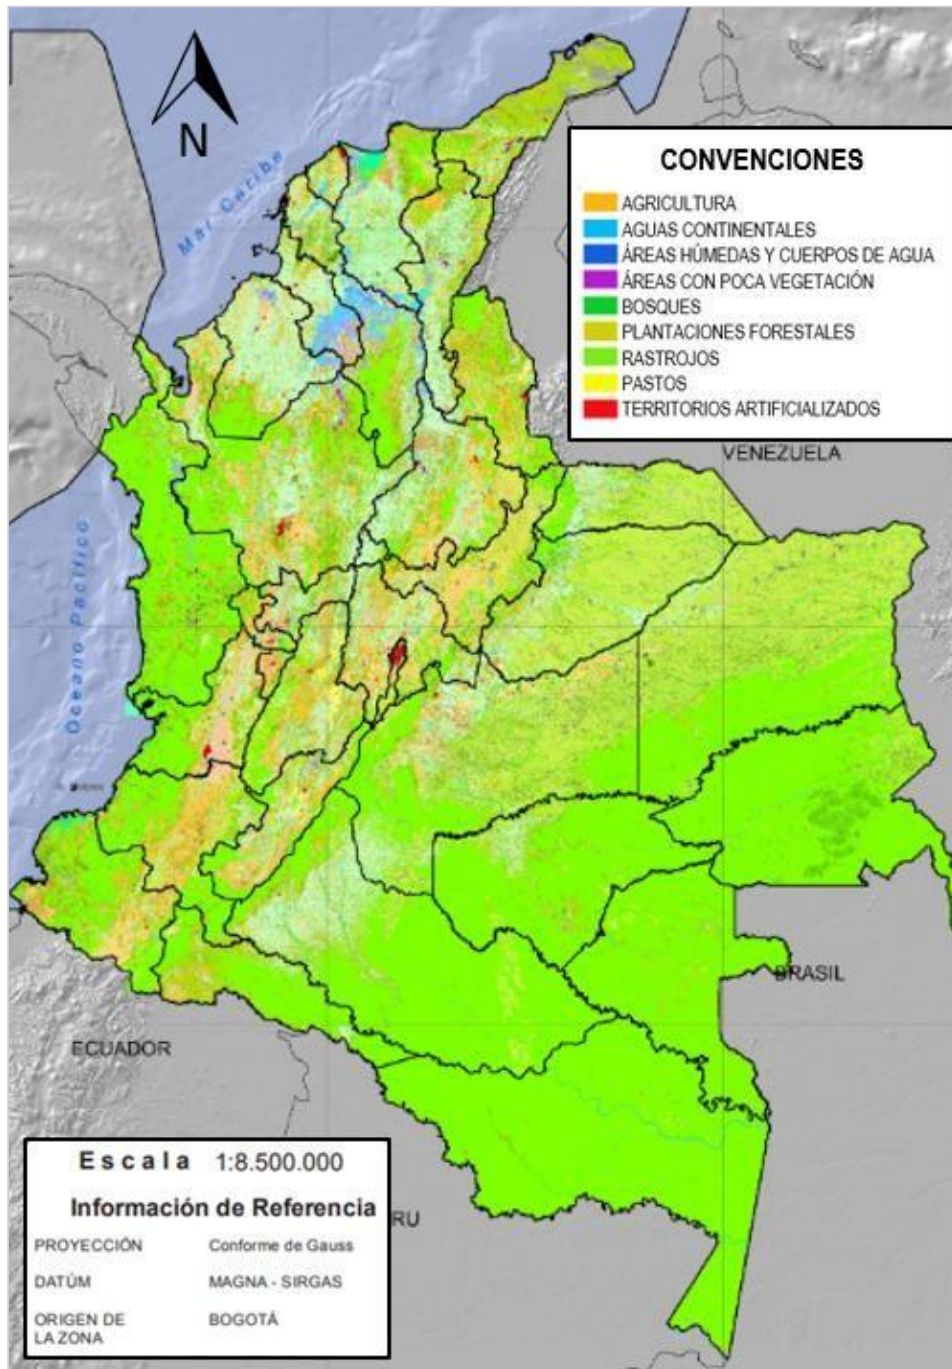 N
Mar Caribe
CONVENCIONES
AGRICULTURA
AGUAS CONTINENTALES
ÁREAS HÚMEDAS Y CUERPOS DE AGUA
ÁREAS CON POCA VEGETACIÓN
BOSQUES
PLANTACIONES FORESTALES
RASTROJOS
PASTOS
TERRITORIOS ARTIFICIALIZADOS
VENEZUELA
Oceano Pacífico
BRASIL
ECUADOR
RU
Escala 1:8.500.000
Información de Referencia
PROYECCIÓN Conforme de Gauss
DATÚM MAGNA - SIRGAS
ORIGEN DE BOGOTÁ
LA ZONA